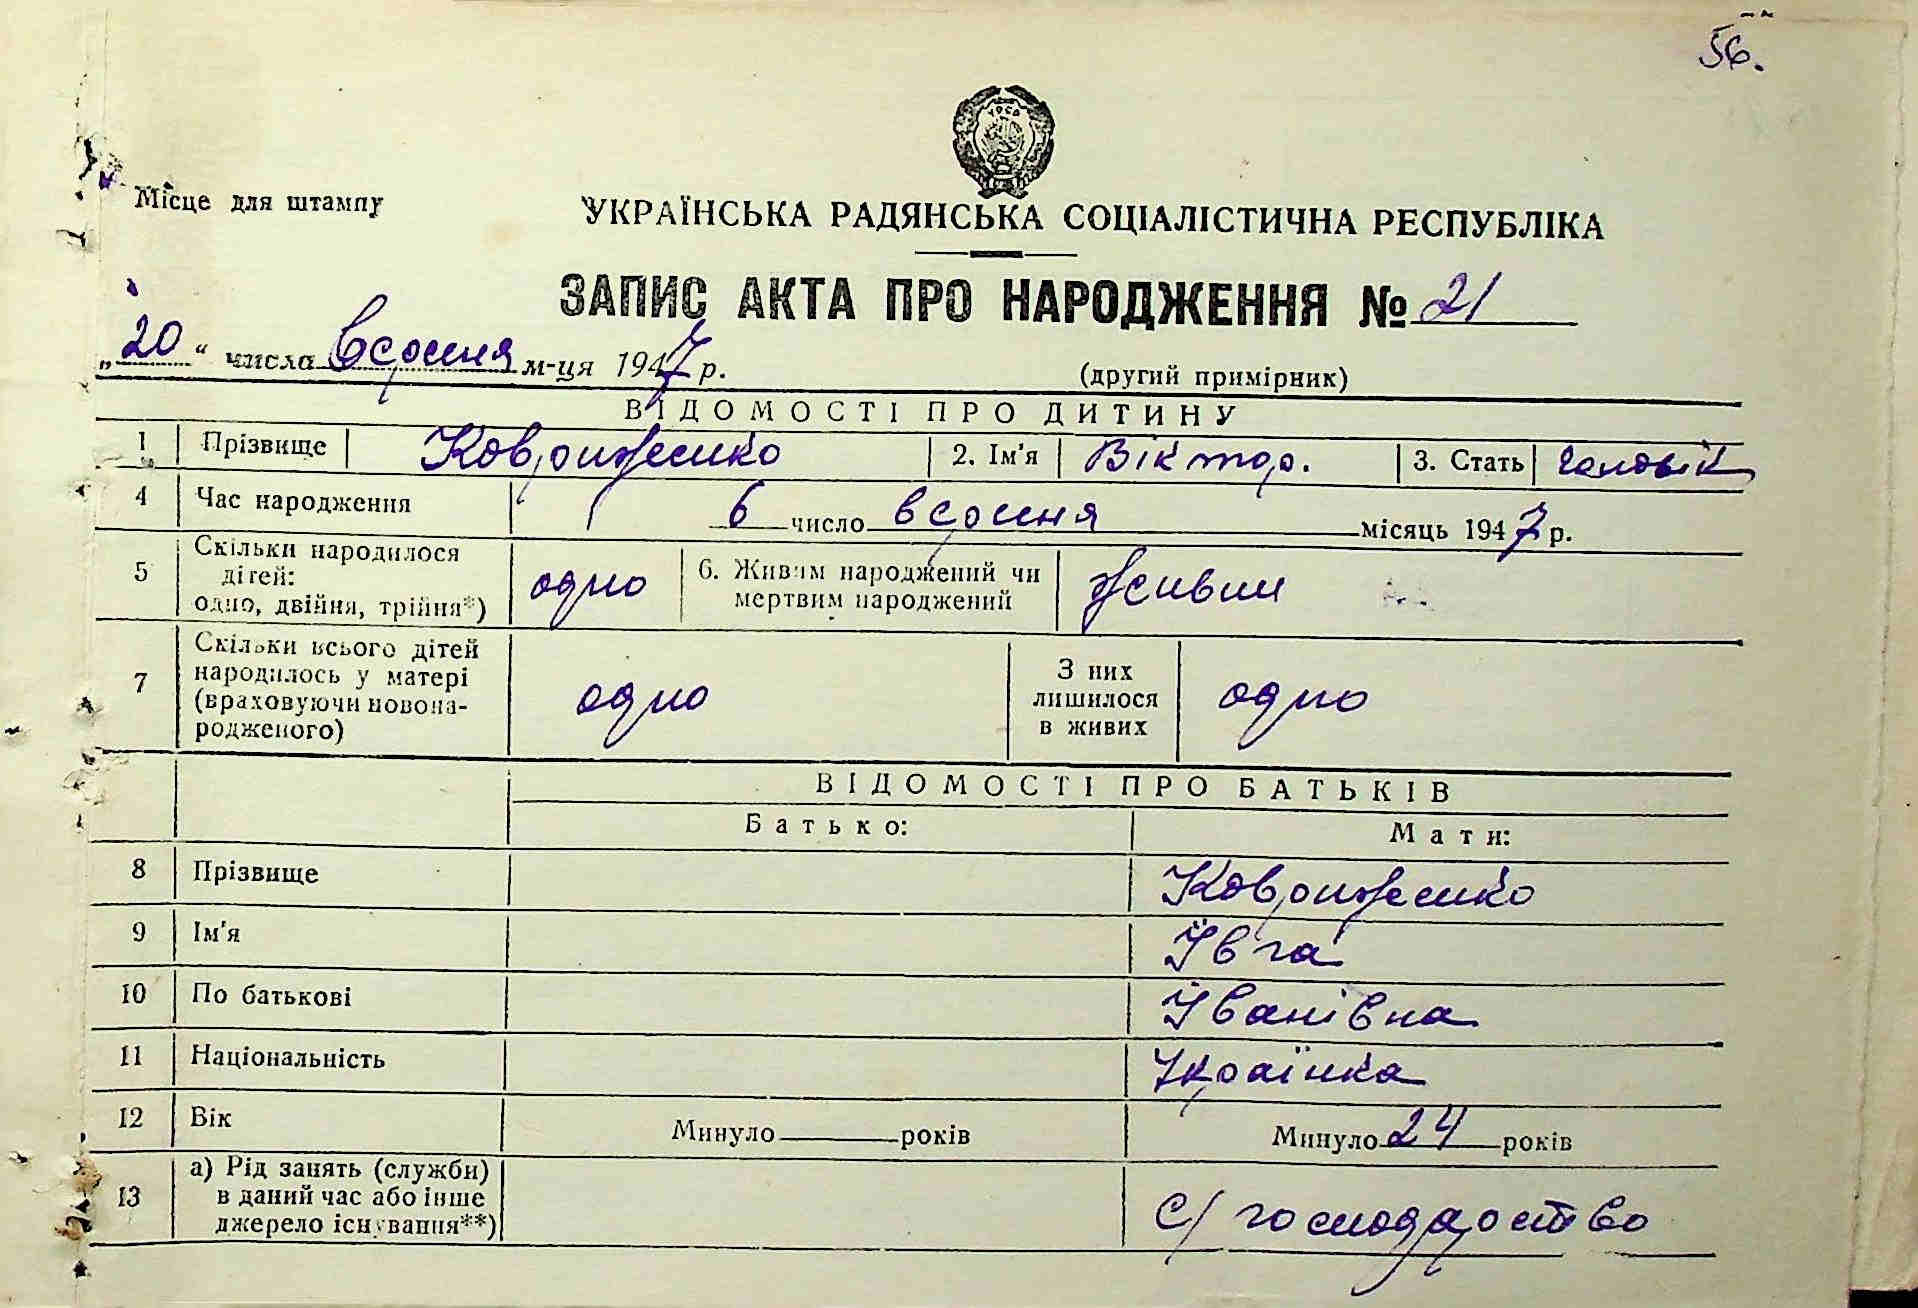 56.
УРСР
Місце для штампу
УКРАЇНСЬКА РАДЯНСЬКА СОЦІАЛІСТИЧНА РЕСПУБЛІКА
ЗАПИС АКТА ПРО НАРОДЖЕННЯ № 21
„20“ числа вересня м-ця 1947 р.
(другий примірник)
ВІДОМОСТІ ПРО ДИТИНУ
1 Прізвище Ковриженко 2. Ім'я Віктор. 3. Стать чоловік
4 Час народження 6 число вересня місяць 1947 р.
5 Скільки народилося дітей: одно, двійня, трійня*) одно 6. Живим народжений чи мертвим народжений живим
7 Скільки всього дітей народилось у матері (враховуючи новонародженого) одно З них лишилося в живих одно
ВІДОМОСТІ ПРО БАТЬКІВ
Батько: Мати:
8 Прізвище Ковриженко
9 Ім'я Івга
10 По батькові Іванівна
11 Національність Українка
12 Вік Минуло років Минуло 24 років
13 а) Рід занять (служби) в даний час або інше джерело існування**) с/господарство